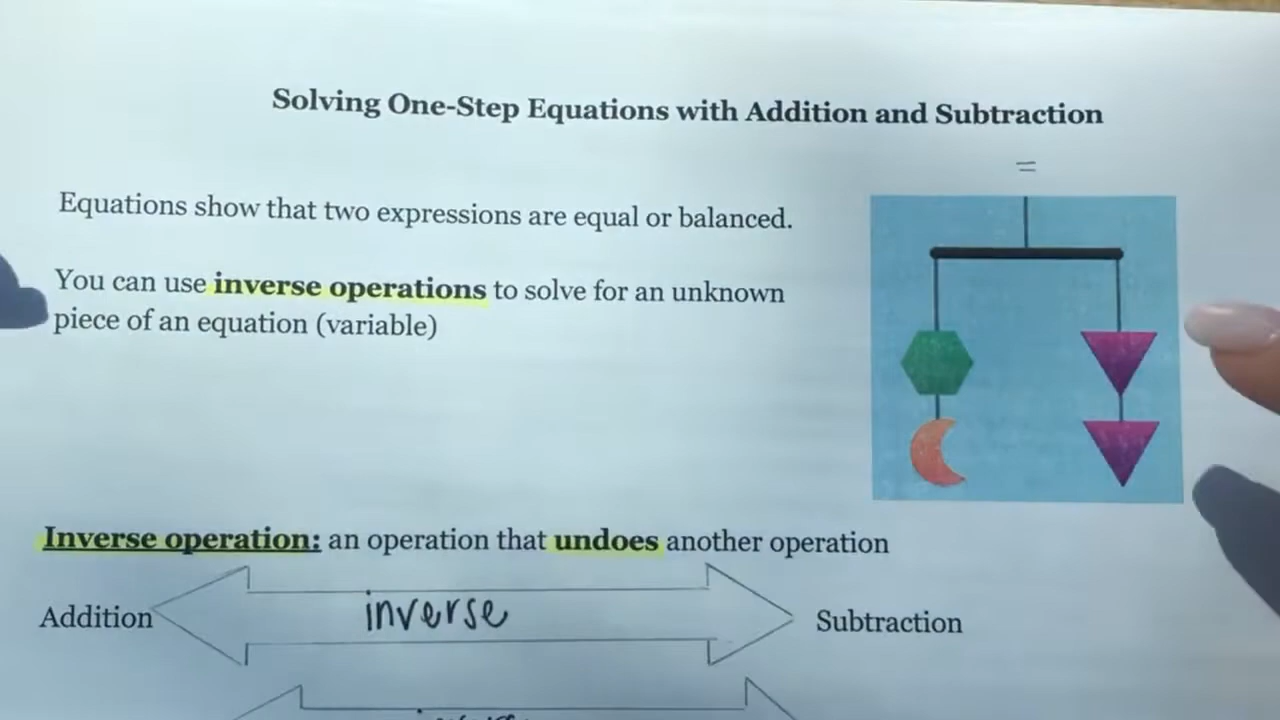 Solving One-Step Equations with Addition and Subtraction
=
Equations show that two expressions are equal or balanced.
You can use inverse operations to solve for an unknown
piece of an equation (variable)
Inverse operation: an operation that undoes another operation
Addition inverse Subtraction